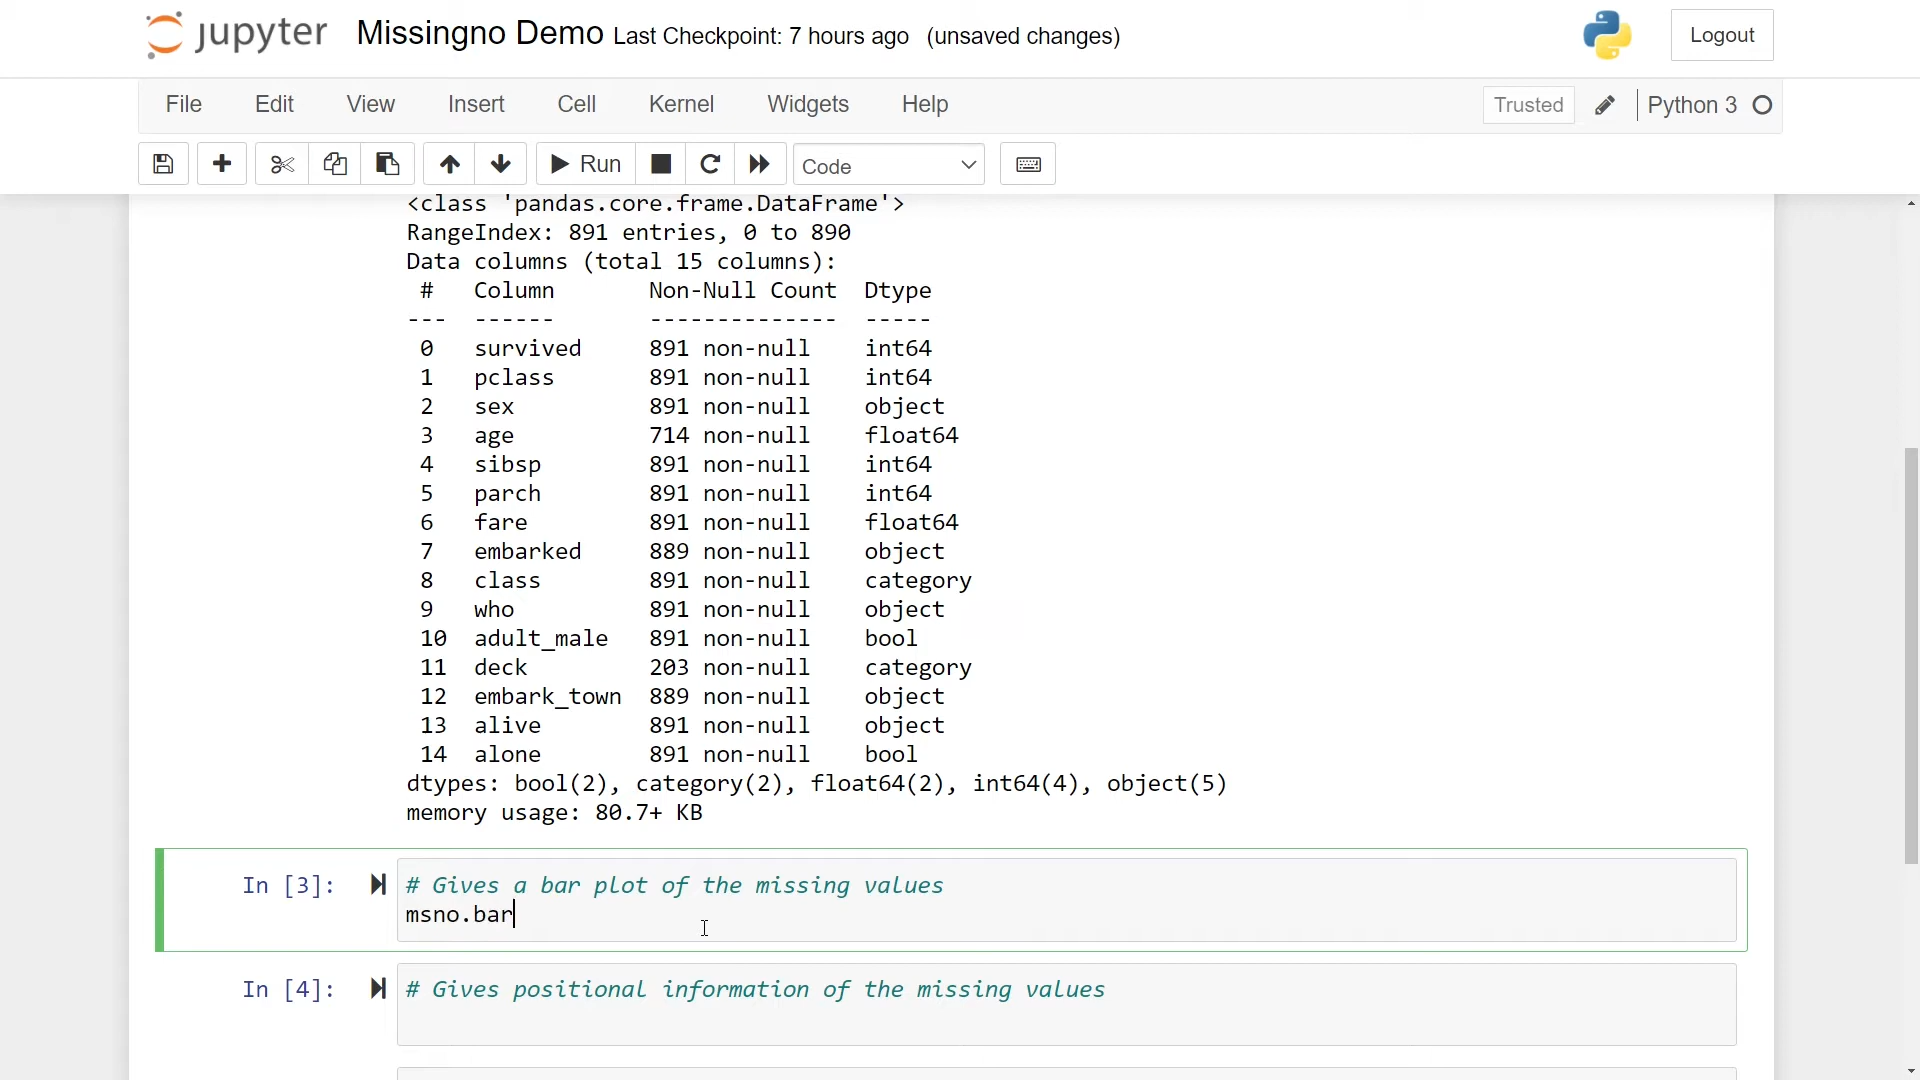 jupyter Missingno Demo Last Checkpoint: 7 hours ago (unsaved changes) Logout
File Edit View Insert Cell Kernel Widgets Help Trusted Python 3
Run Code
<class 'pandas.core.frame.DataFrame'>
RangeIndex: 891 entries, 0 to 890
Data columns (total 15 columns):
# Column Non-Null Count Dtype
--- ------ -------------- -----
0 survived 891 non-null int64
1 pclass 891 non-null int64
2 sex 891 non-null object
3 age 714 non-null float64
4 sibsp 891 non-null int64
5 parch 891 non-null int64
6 fare 891 non-null float64
7 embarked 889 non-null object
8 class 891 non-null category
9 who 891 non-null object
10 adult_male 891 non-null bool
11 deck 203 non-null category
12 embark_town 889 non-null object
13 alive 891 non-null object
14 alone 891 non-null bool
dtypes: bool(2), category(2), float64(2), int64(4), object(5)
memory usage: 80.7+ KB
In [3]: # Gives a bar plot of the missing values
msno.bar
In [4]: # Gives positional information of the missing values